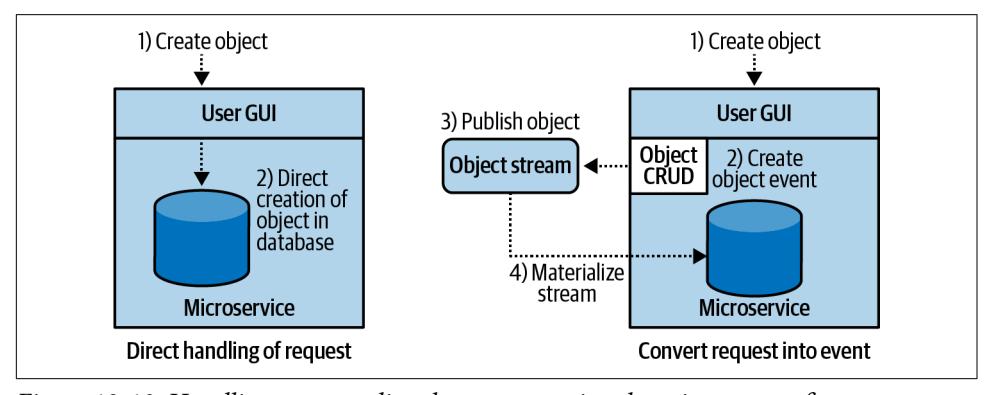 1) Create object
User GUI
2) Direct
creation of
object in
database
Microservice
Direct handling of request
1) Create object
User GUI
3) Publish object
Object stream
Object
CRUD
2) Create
object event
4) Materialize
stream
Microservice
Convert request into event